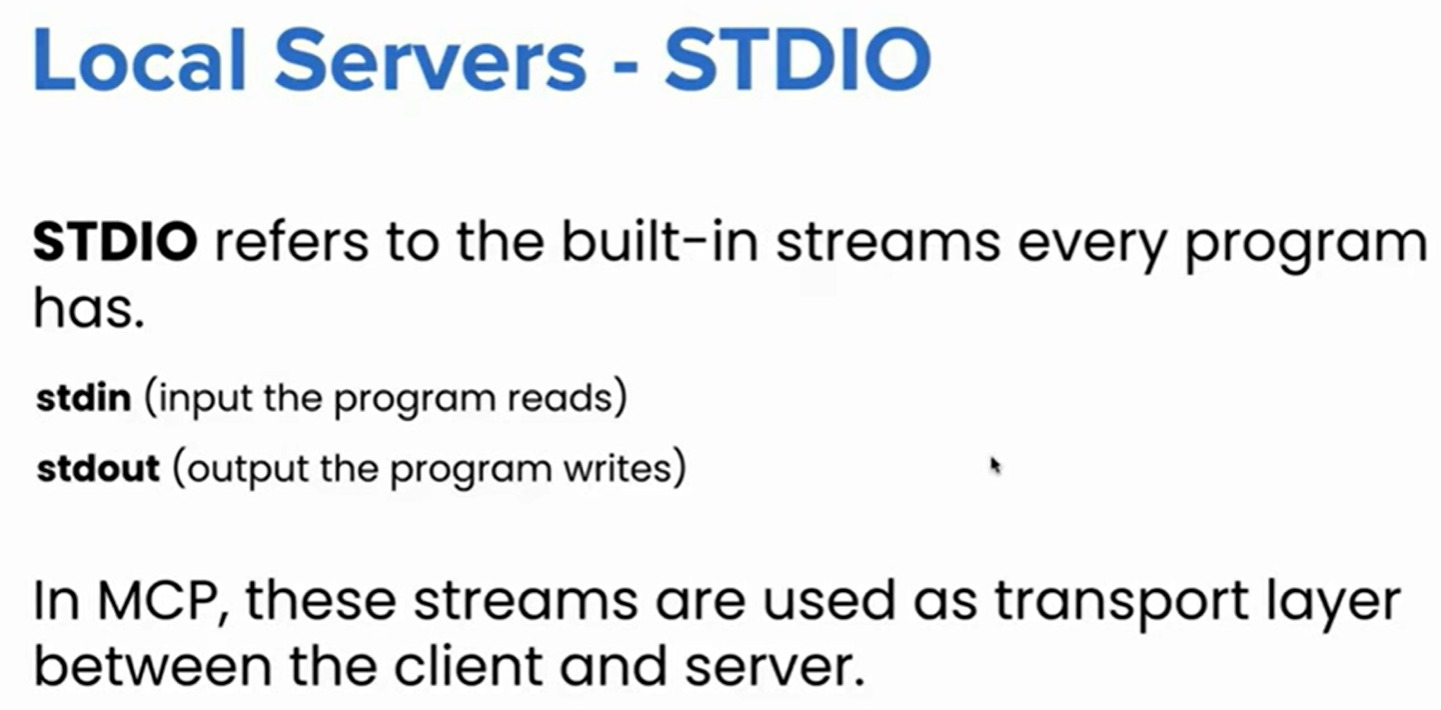 Local Servers - STDIO
STDIO refers to the built-in streams every program
has.
stdin (input the program reads)
stdout (output the program writes)
In MCP, these streams are used as transport layer
between the client and server.